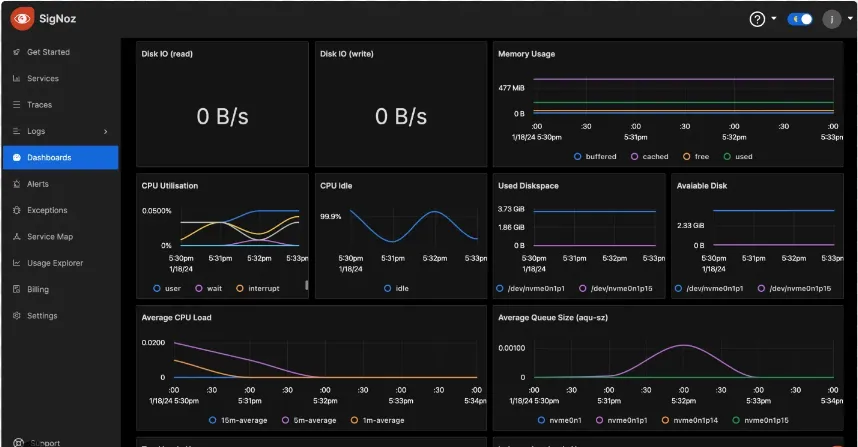 SigNoz
j
Get Started
Services
Traces
Logs
Dashboards
Alerts
Exceptions
Service Map
Usage Explorer
Billing
Settings
Support
Disk IO (read)
0 B/s
Disk IO (write)
0 B/s
Memory Usage
477 MiB
0 B
:00 :30 :00 :30 :00 :30 :00
1/18/24 5:30pm 5:31pm 5:32pm 5:33pm
buffered cached free used
CPU Utilisation
0.0500%
0%
5:30pm 5:31pm 5:32pm 5:33pm
1/18/24
user wait interrupt
CPU Idle
99.9%
5:30pm 5:31pm 5:32pm 5:33pm
1/18/24
idle
Used Diskspace
3.73 GiB
1.86 GiB
0 B
5:30pm 5:31pm 5:32pm 5:33pm
1/18/24
/dev/nvme0n1p1 /dev/nvme0n1p15
Avaiable Disk
2.33 GiB
0 B
5:30pm 5:31pm 5:32pm 5:33pm
1/18/24
/dev/nvme0n1p1 /dev/nvme0n1p15
Average CPU Load
0.0200
0
:00 :30 :00 :30 :00 :30 :00 :30 :00
1/18/24 5:30pm 5:31pm 5:32pm 5:33pm 5:34pm
15m-average 5m-average 1m-average
Average Queue Size (aqu-sz)
0.00100
0
:00 :30 :00 :30 :00 :30 :00 :30 :00
1/18/24 5:30pm 5:31pm 5:32pm 5:33pm 5:34pm
nvme0n1 nvme0n1p1 nvme0n1p14 nvme0n1p15